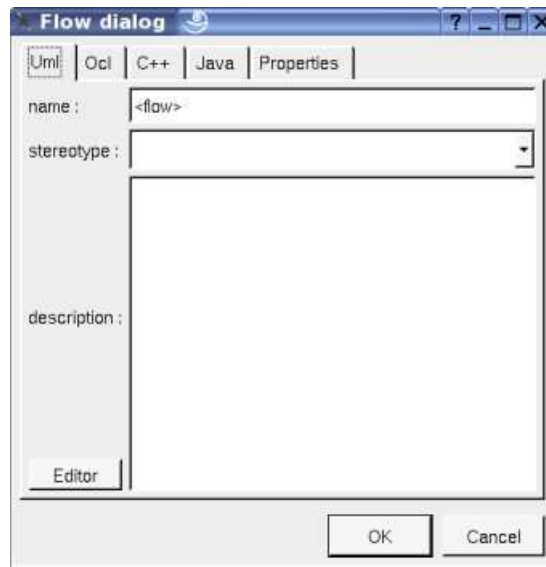 Flow dialog
Uml Ocl C++ Java Properties
name : <flow>
stereotype :
description :
Editor
OK Cancel